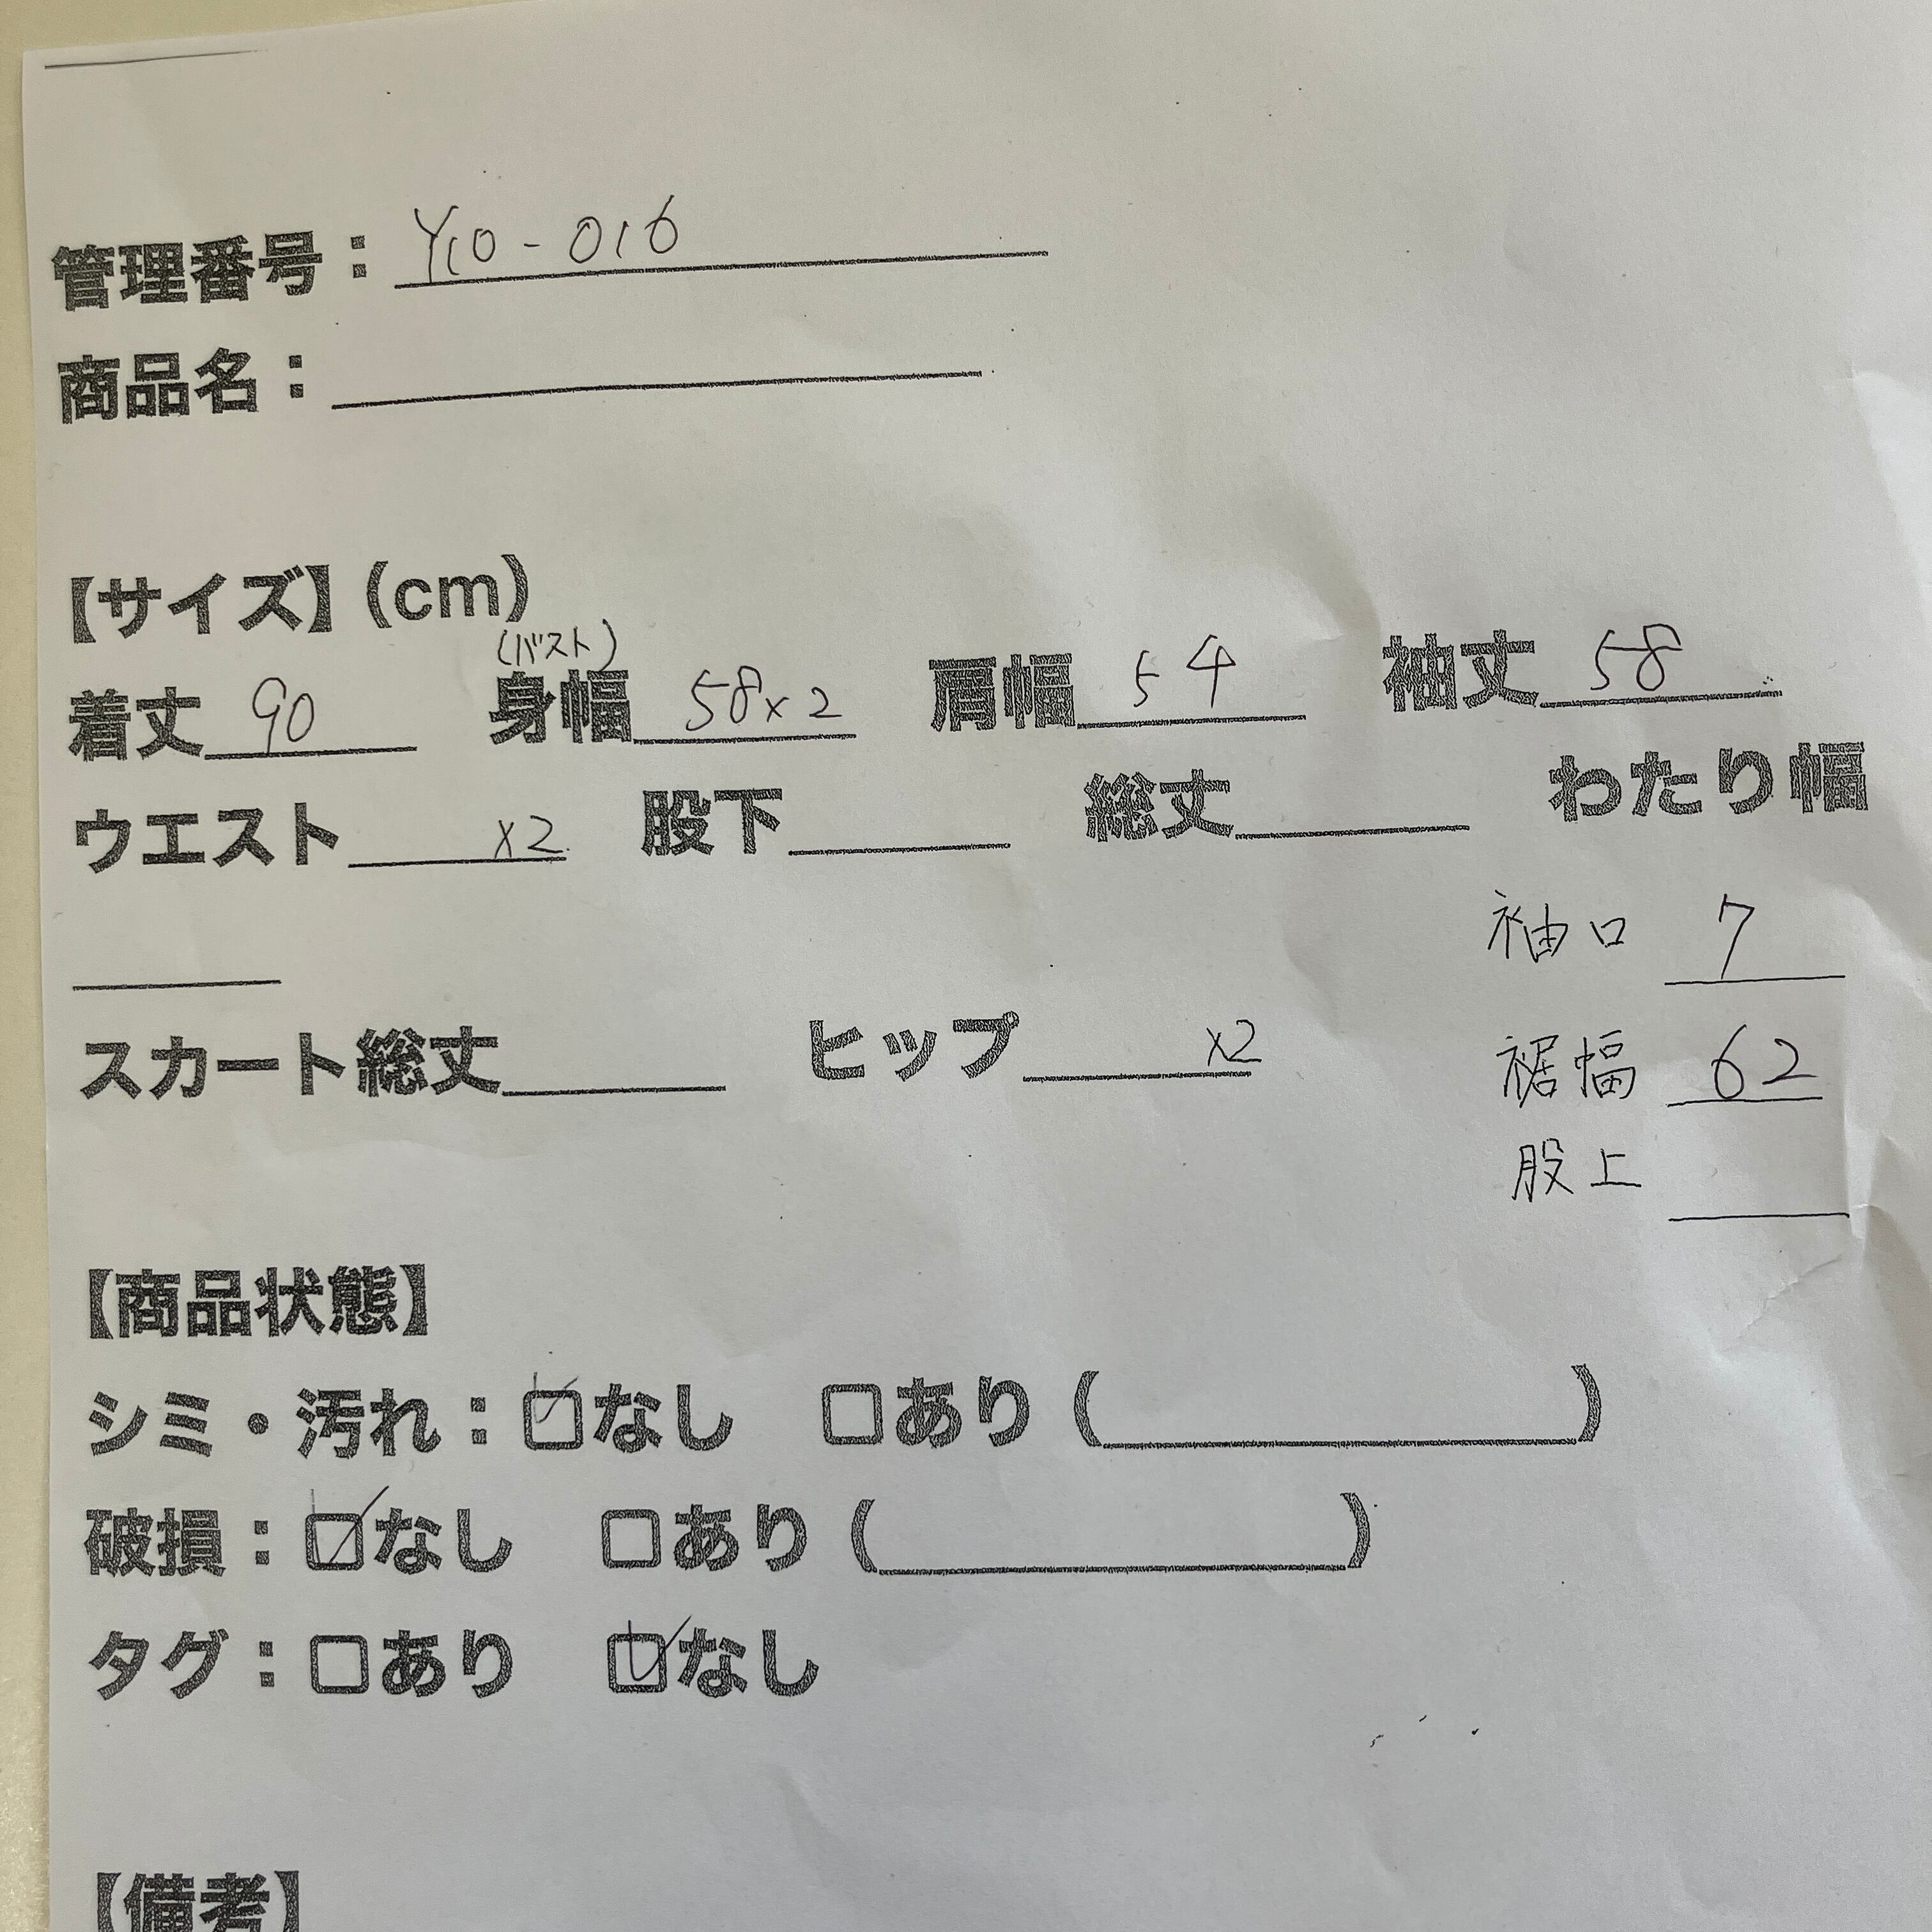 管理番号：Y10-016
商品名：
【サイズ】(cm)
(バスト)
着丈 90 身幅 58×2 肩幅 54 袖丈 58
ウエスト ×2 股下 総丈 わたり幅
袖口 7
スカート総丈 ヒップ ×2
裾幅 62
股上
【商品状態】
シミ・汚れ：☑なし □あり ( )
破損：☑なし □あり ( )
タグ：□あり ☑なし
【備考】